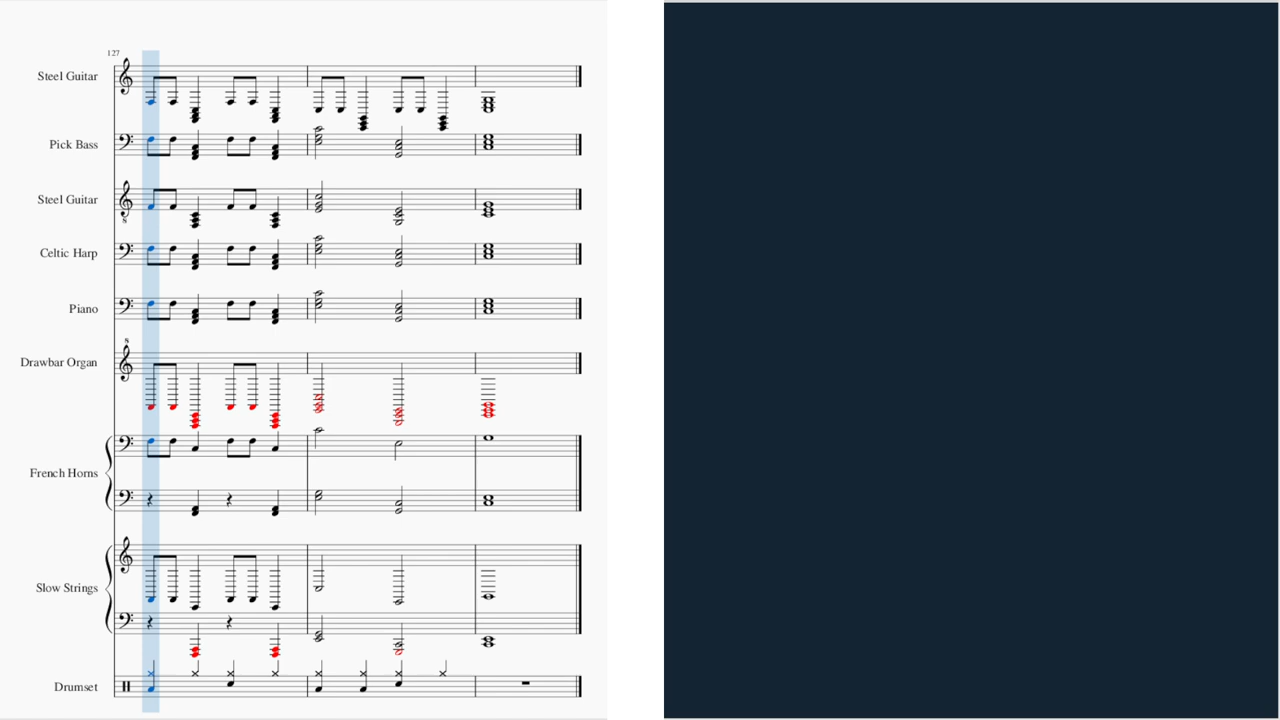 127
Steel Guitar
Pick Bass
Steel Guitar
8
Celtic Harp
Piano
8
Drawbar Organ
French Horns
Slow Strings
Drumset